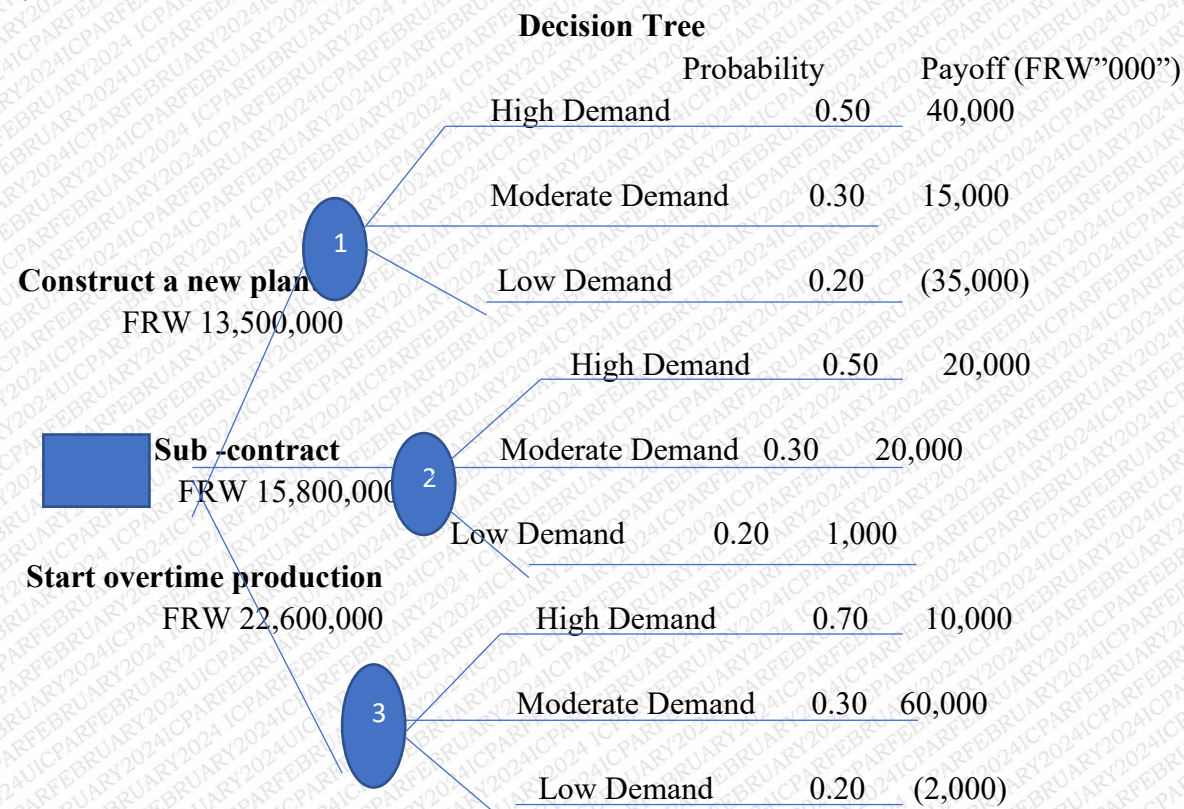 Decision Tree
Probability Payoff (FRW”000”)
High Demand 0.50 40,000
Moderate Demand 0.30 15,000
1
Construct a new plan
Low Demand 0.20 (35,000)
FRW 13,500,000
High Demand 0.50 20,000
Sub -contract
Moderate Demand 0.30 20,000
FRW 15,800,000
2
Low Demand 0.20 1,000
Start overtime production
FRW 22,600,000
High Demand 0.70 10,000
3
Moderate Demand 0.30 60,000
Low Demand 0.20 (2,000)